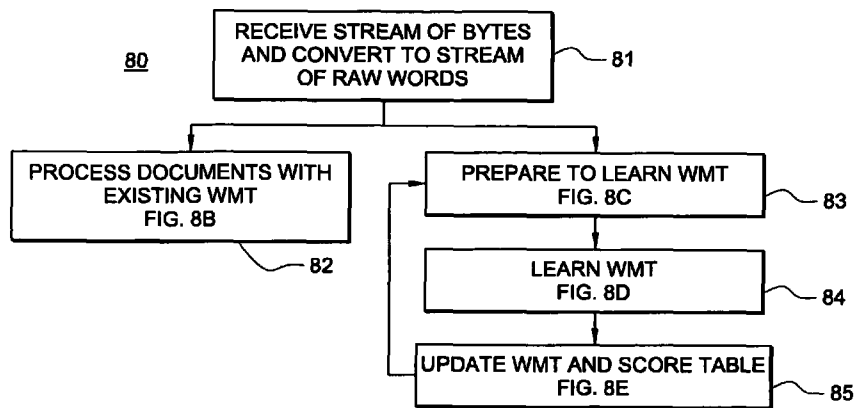 80
RECEIVE STREAM OF BYTES
AND CONVERT TO STREAM
OF RAW WORDS
81
PROCESS DOCUMENTS WITH
EXISTING WMT
FIG. 8B
82
PREPARE TO LEARN WMT
FIG. 8C
83
LEARN WMT
FIG. 8D
84
UPDATE WMT AND SCORE TABLE
FIG. 8E
85